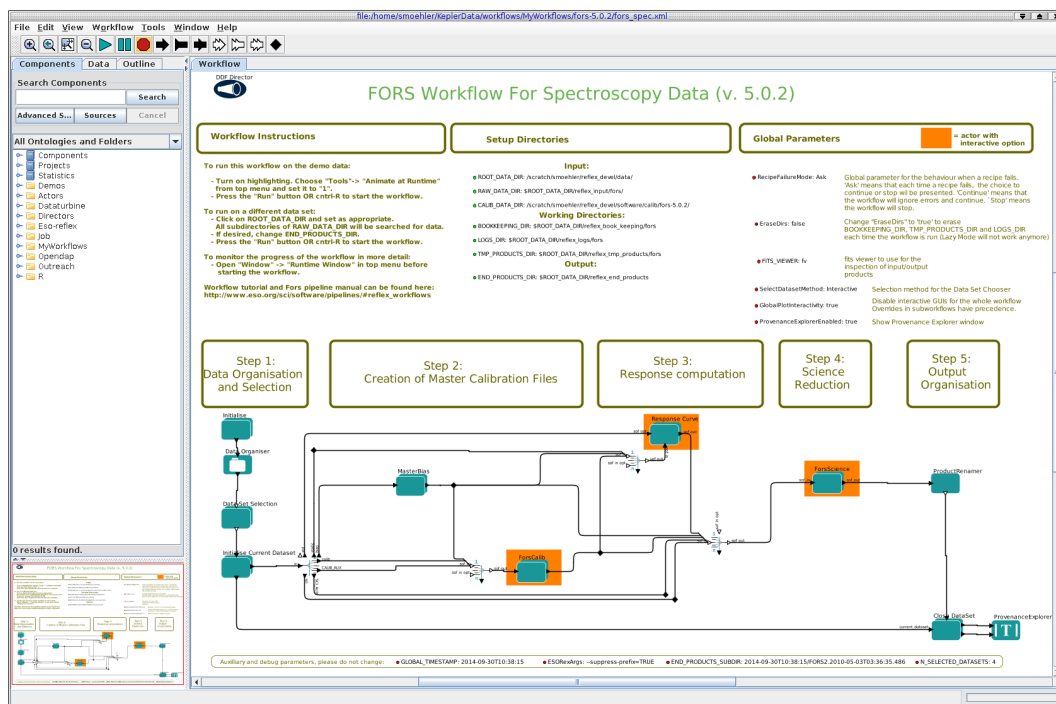 file:/home/smoehler/KeplerData/workflows/MyWorkflows/fors-5.0.2/fors_spec.xml
File Edit View Workflow Tools Window Help
Components Data Outline
Workflow
Search Components
Search
Advanced S... Sources Cancel
All Ontologies and Folders
Components
Projects
Statistics
Demos
Actors
Dataturbine
Directors
Eso-reflex
Job
MyWorkflows
Opendap
Outreach
R
0 results found.
DDF Director
FORS Workflow For Spectroscopy Data (v. 5.0.2)
Workflow Instructions
To run this workflow on the demo data:
- Turn on highlighting. Choose "Tools"-> "Animate at Runtime"
from top menu and set it to "1".
- Press the "Run" button OR cntrl-R to start the workflow.
To run on a different data set:
- Click on ROOT_DATA_DIR and set as appropriate.
All subdirectories of RAW_DATA_DIR will be searched for data.
- If desired, change END_PRODUCTS_DIR.
- Press the "Run" button OR cntrl-R to start the workflow.
To monitor the progress of the workflow in more detail:
- Open "Window" -> "Runtime Window" in top menu before
starting the workflow.
Workflow tutorial and Fors pipeline manual can be found here:
http://www.eso.org/sci/software/pipelines/#reflex_workflows
Setup Directories
Input:
ROOT_DATA_DIR: /scratch/smoehler/reflex_devel/data/
RAW_DATA_DIR: $ROOT_DATA_DIR/reflex_input/fors/
CALIB_DATA_DIR: /scratch/smoehler/reflex_devel/software/calib/fors-5.0.2/
Working Directories:
BOOKKEEPING_DIR: $ROOT_DATA_DIR/reflex_book_keeping/fors
LOGS_DIR: $ROOT_DATA_DIR/reflex_logs/fors
TMP_PRODUCTS_DIR: $ROOT_DATA_DIR/reflex_tmp_products/fors
Output:
END_PRODUCTS_DIR: $ROOT_DATA_DIR/reflex_end_products
Global Parameters
= actor with
interactive option
RecipeFailureMode: Ask
Global parameter for the behaviour when a recipe fails.
'Ask' means that each time a recipe fails, the choice to
continue or stop wil be presented. 'Continue' means that
the workflow will ignore errors and continue. `Stop' means
the workflow will stop.
EraseDirs: false
Change "EraseDirs" to 'true' to erase
BOOKKEEPING_DIR, TMP_PRODUCTS_DIR and LOGS_DIR
each time the workflow is run (Lazy Mode will not work anymore)
FITS_VIEWER: fv
fits viewer to use for the
inspection of input/output
products
SelectDatasetMethod: Interactive
Selection method for the Data Set Chooser
GlobalPlotInteractivity: true
Disable interactive GUIs for the whole workflow
Overrides in subworkflows have precedence.
ProvenanceExplorerEnabled: true
Show Provenance Explorer window
Step 1:
Data Organisation
and Selection
Step 2:
Creation of Master Calibration Files
Step 3:
Response computation
Step 4:
Science
Reduction
Step 5:
Output
Organisation
Initialise
Data Organiser
DataSet Selection
Initialise Current Dataset
MasterBias
ForsCalib
Response Curve
ForsScience
ProductRenamer
Close DataSet
ProvenanceExplorer
calib
CALIB_AUX
sof in opt
sof out
current_dataset
Auxiliary and debug parameters, please do not change:
GLOBAL_TIMESTAMP: 2014-09-30T10:38:15
ESORexArgs: --suppress-prefix=TRUE
END_PRODUCTS_SUBDIR: 2014-09-30T10:38:15/FORS2.2010-05-03T03:36:35.486
N_SELECTED_DATASETS: 4